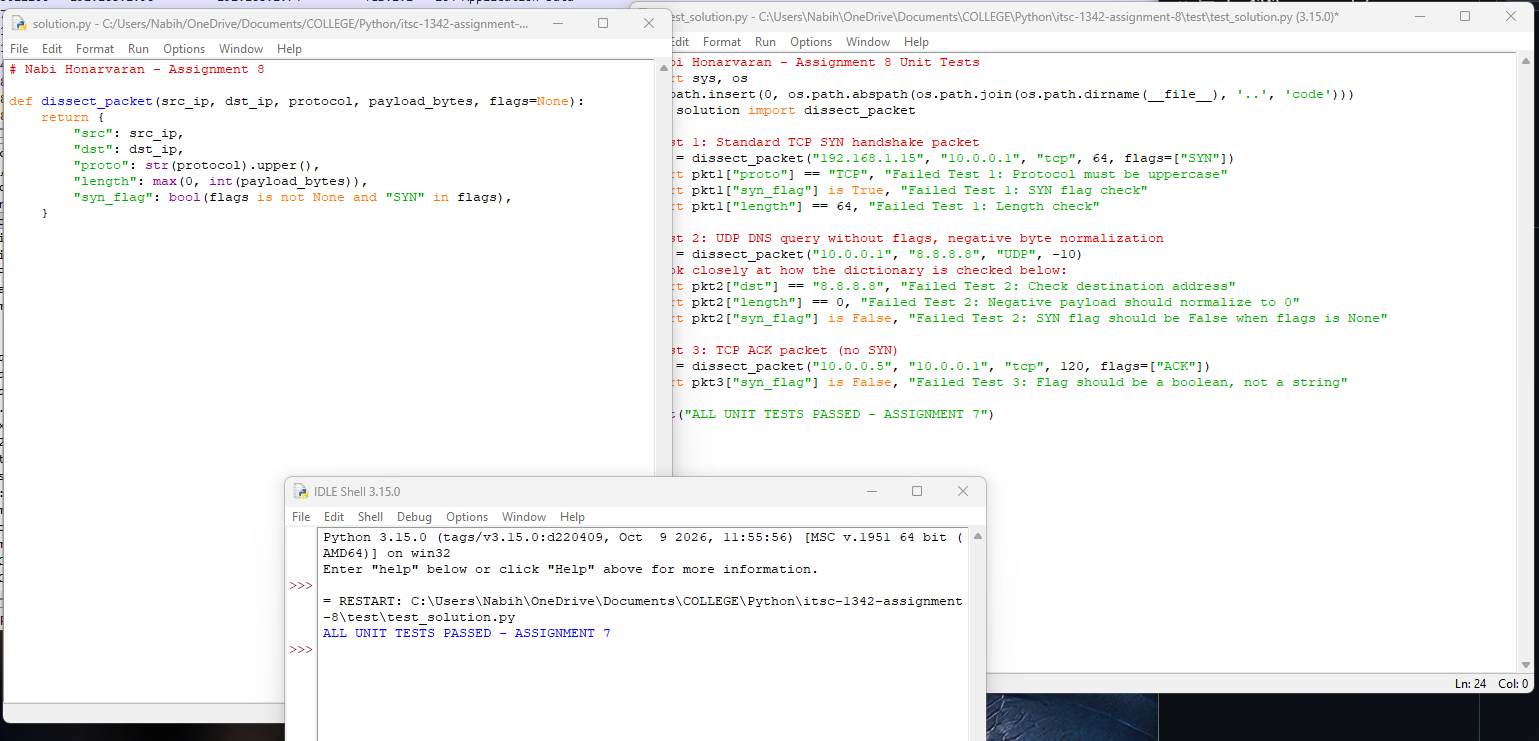 solution.py - C:/Users/Nabih/OneDrive/Documents/COLLEGE/Python/itsc-1342-assignment-...
File Edit Format Run Options Window Help
# Nabi Honarvaran - Assignment 8
def dissect_packet(src_ip, dst_ip, protocol, payload_bytes, flags=None):
    return {
        "src": src_ip,
        "dst": dst_ip,
        "proto": str(protocol).upper(),
        "length": max(0, int(payload_bytes)),
        "syn_flag": bool(flags is not None and "SYN" in flags),
    }
est_solution.py - C:\Users\Nabih\OneDrive\Documents\COLLEGE\Python\itsc-1342-assignment-8\test\test_solution.py (3.15.0)*
Edit Format Run Options Window Help
bi Honarvaran - Assignment 8 Unit Tests
rt sys, os
path.insert(0, os.path.abspath(os.path.join(os.path.dirname(__file__), '..', 'code')))
solution import dissect_packet
st 1: Standard TCP SYN handshake packet
= dissect_packet("192.168.1.15", "10.0.0.1", "tcp", 64, flags=["SYN"])
rt pkt1["proto"] == "TCP", "Failed Test 1: Protocol must be uppercase"
rt pkt1["syn_flag"] is True, "Failed Test 1: SYN flag check"
rt pkt1["length"] == 64, "Failed Test 1: Length check"
st 2: UDP DNS query without flags, negative byte normalization
= dissect_packet("10.0.0.1", "8.8.8.8", "UDP", -10)
ok closely at how the dictionary is checked below:
rt pkt2["dst"] == "8.8.8.8", "Failed Test 2: Check destination address"
rt pkt2["length"] == 0, "Failed Test 2: Negative payload should normalize to 0"
rt pkt2["syn_flag"] is False, "Failed Test 2: SYN flag should be False when flags is None"
st 3: TCP ACK packet (no SYN)
= dissect_packet("10.0.0.5", "10.0.0.1", "tcp", 120, flags=["ACK"])
rt pkt3["syn_flag"] is False, "Failed Test 3: Flag should be a boolean, not a string"
t("ALL UNIT TESTS PASSED - ASSIGNMENT 7")
Ln: 24 Col: 0
IDLE Shell 3.15.0
File Edit Shell Debug Options Window Help
Python 3.15.0 (tags/v3.15.0:d220409, Oct  9 2026, 11:55:56) [MSC v.1951 64 bit (
AMD64)] on win32
Enter "help" below or click "Help" above for more information.
>>>
= RESTART: C:\Users\Nabih\OneDrive\Documents\COLLEGE\Python\itsc-1342-assignment
-8\test\test_solution.py
ALL UNIT TESTS PASSED - ASSIGNMENT 7
>>>